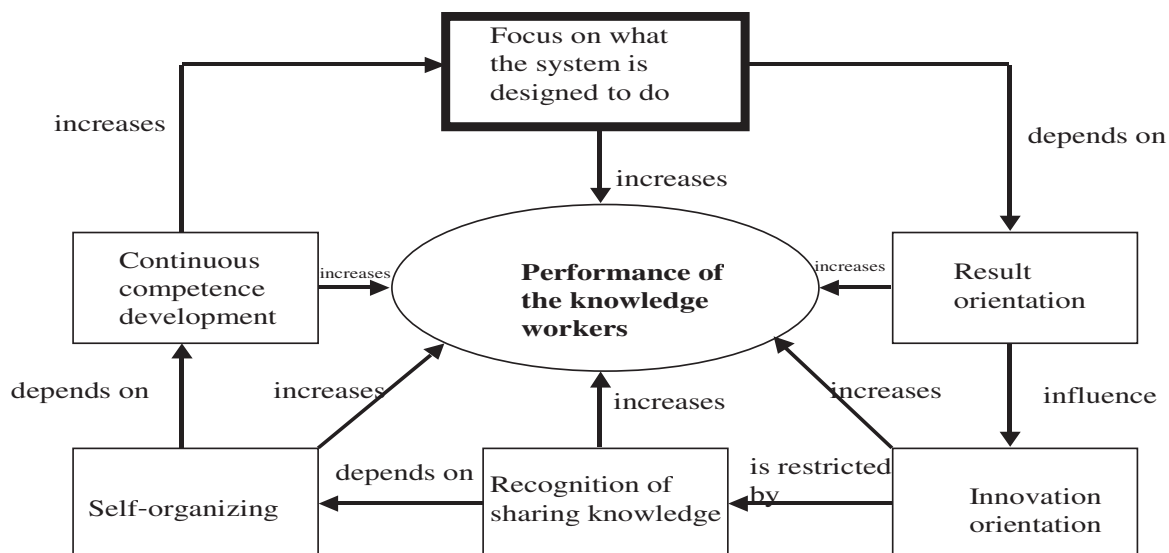 Focus on what
the system is
designed to do
increases
depends on
increases
Continuous
competence
development
increases
Performance of
the knowledge
workers
increases
Result
orientation
depends on
increases
increases
increases
influence
Self-organizing
depends on
Recognition of
sharing knowledge
is restricted
by
Innovation
orientation